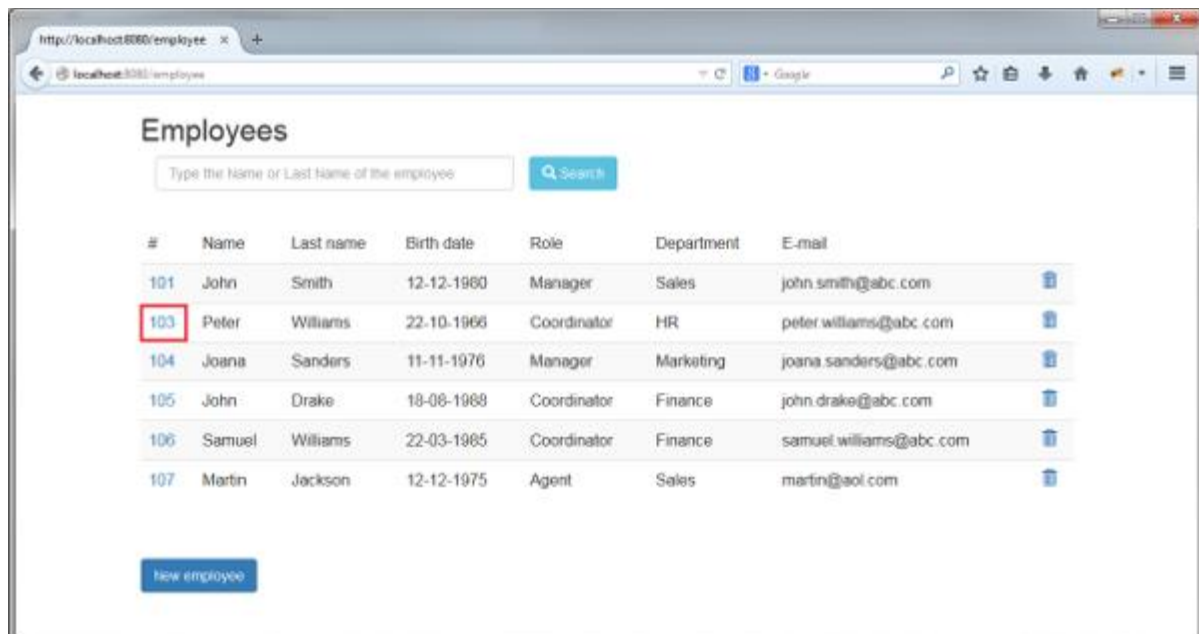 http://localhost:8080/employee
localhost:8080/employee
Google
Employees
Type the Name or Last Name of the employee
Search
# Name Last name Birth date Role Department E-mail
101 John Smith 12-12-1980 Manager Sales john.smith@abc.com
103 Peter Williams 22-10-1966 Coordinator HR peter.williams@abc.com
104 Joana Sanders 11-11-1976 Manager Marketing joana.sanders@abc.com
105 John Drake 18-08-1988 Coordinator Finance john.drake@abc.com
106 Samuel Williams 22-03-1985 Coordinator Finance samuel.williams@abc.com
107 Martin Jackson 12-12-1975 Agent Sales martin@aol.com
New employee